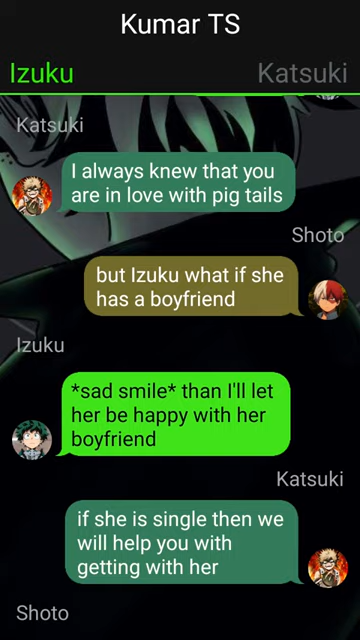 Kumar TS
Izuku
Katsuki
Katsuki
I always knew that you
are in love with pig tails
Shoto
but Izuku what if she
has a boyfriend
Izuku
*sad smile* than I'll let
her be happy with her
boyfriend
Katsuki
if she is single then we
will help you with
getting with her
Shoto